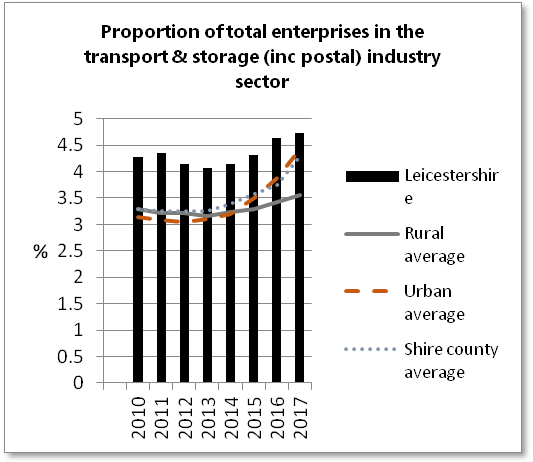 Proportion of total enterprises in the
transport & storage (inc postal) industry
sector
5
4.5
4
3.5
3
2.5
2
1.5
1
0.5
0
%
2010
2011
2012
2013
2014
2015
2016
2017
Leicestershir
e
Rural
average
Urban
average
Shire county
average